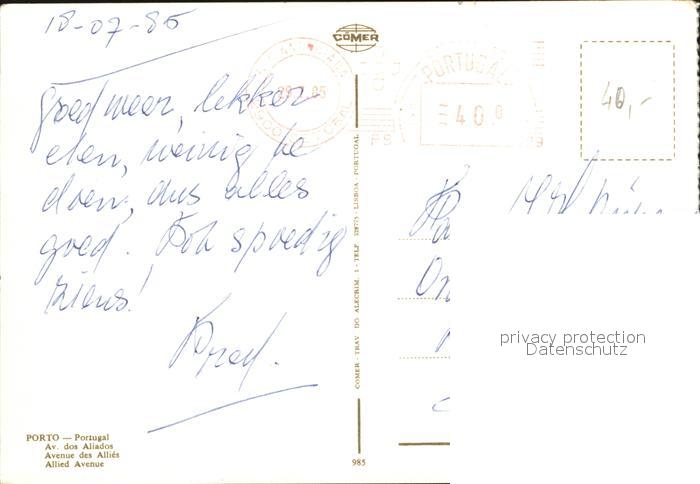 18-07-85
COMER
PORTUGAL
40.0
PS
40,-
Goed weer, lekker
eten, weinig te
doen, dus alles
goed. Tot spoedig
ziens!
Fred.
COMER - TRAV. DO ALECRIM, 1 - TELF. 328775 - LISBOA - PORTUGAL
privacy protection
Datenschutz
PORTO — Portugal
Av. dos Aliados
Avenue des Alliés
Allied Avenue
985